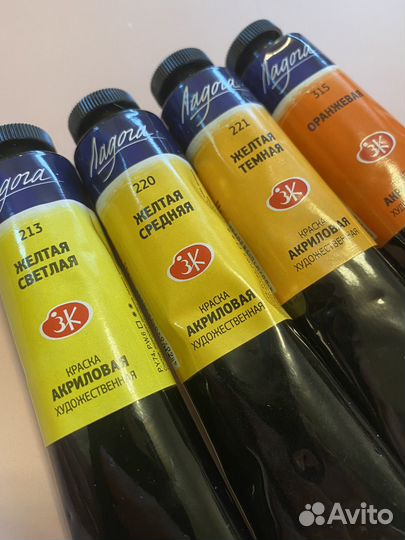 Ладога
213
ЖЕЛТАЯ
СВЕТЛАЯ
ЗК
КРАСКА
АКРИЛОВАЯ
ХУДОЖЕСТВЕННАЯ
Ладога
220
ЖЕЛТАЯ
СРЕДНЯЯ
ЗК
КРАСКА
АКРИЛОВАЯ
ХУДОЖЕСТВЕННАЯ
Ладога
221
ЖЕЛТАЯ
ТЕМНАЯ
ЗК
КРАСКА
АКРИЛОВАЯ
ХУДОЖЕСТВЕННАЯ
Ладога
315
ОРАНЖЕВАЯ
ЗК
Avito